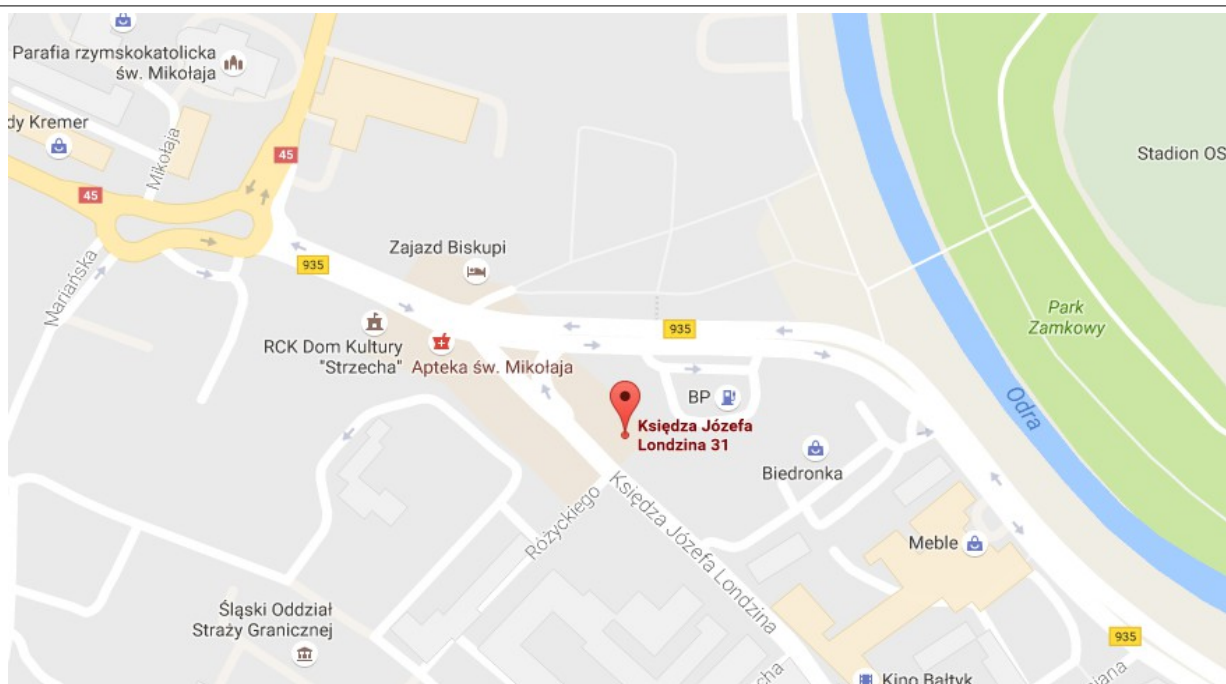 Parafia rzymskokatolicka
św. Mikołaja
dy Kremer
45
45
Mikołaja
Mariańska
935
Zajazd Biskupi
RCK Dom Kultury
"Strzecha"
Apteka św. Mikołaja
935
BP
Księdza Józefa
Londzina 31
Biedronka
Stadion OS
Park
Zamkowy
Odra
Różyckiego
Księdza Józefa Londzina
Meble
Śląski Oddział
Straży Granicznej
935
Kino Bałtyk
cha
iana